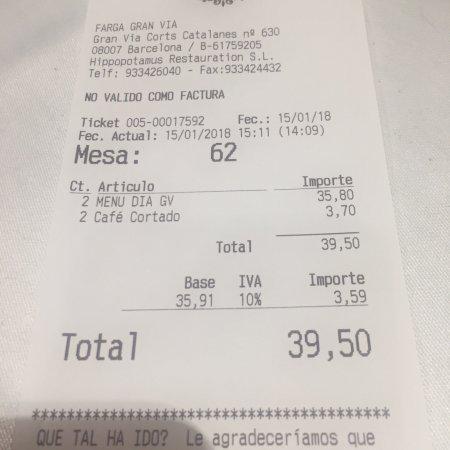 FARGA GRAN VIA
Gran Via Corts Catalanes nº 630
08007 Barcelona / B-61759205
Hippopotamus Restauration S.L.
Telf: 933426040 - Fax:933424432
NO VALIDO COMO FACTURA
Ticket 005-00017592 Fec.: 15/01/18
Fec. Actual: 15/01/2018 15:11 (14:09)
Mesa: 62
Ct. Articulo Importe
2 MENU DIA GV 35,80
2 Café Cortado 3,70
Total 39,50
Base IVA Importe
35,91 10% 3,59
Total 39,50
******************************************
QUE TAL HA IDO? Le agradeceríamos que